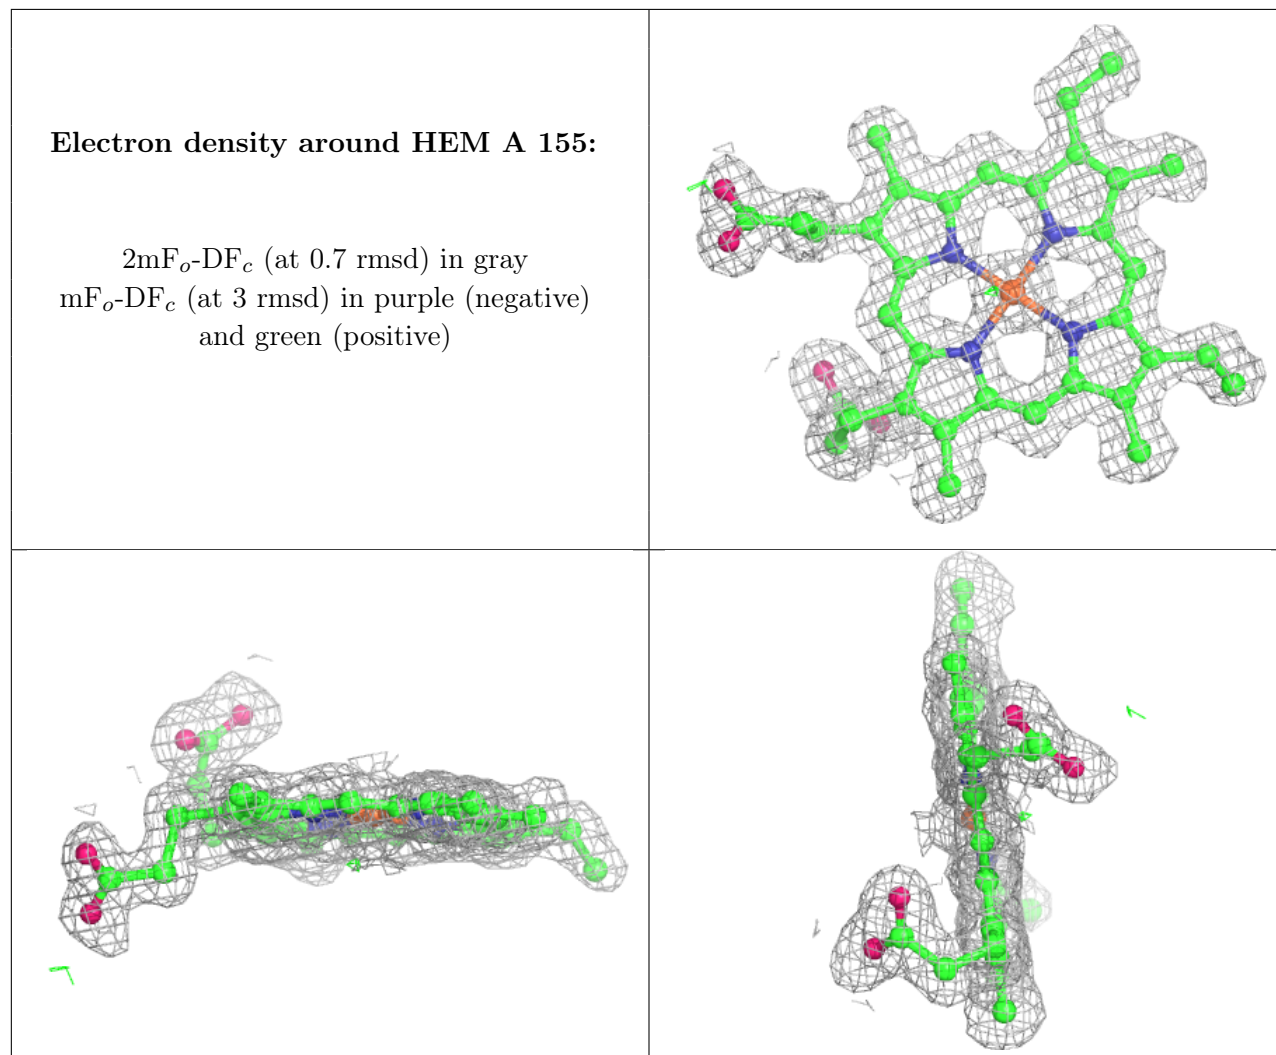 Electron density around HEM A 155:
2mFo-DFc (at 0.7 rmsd) in gray
mFo-DFc (at 3 rmsd) in purple (negative)
and green (positive)